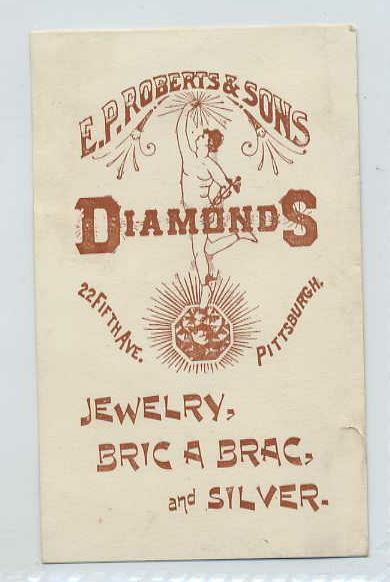 E.P. ROBERTS & SONS
DIAMONDS
22 FIFTH AVE.
PITTSBURGH.
JEWELRY,
BRIC A BRAC,
and SILVER.